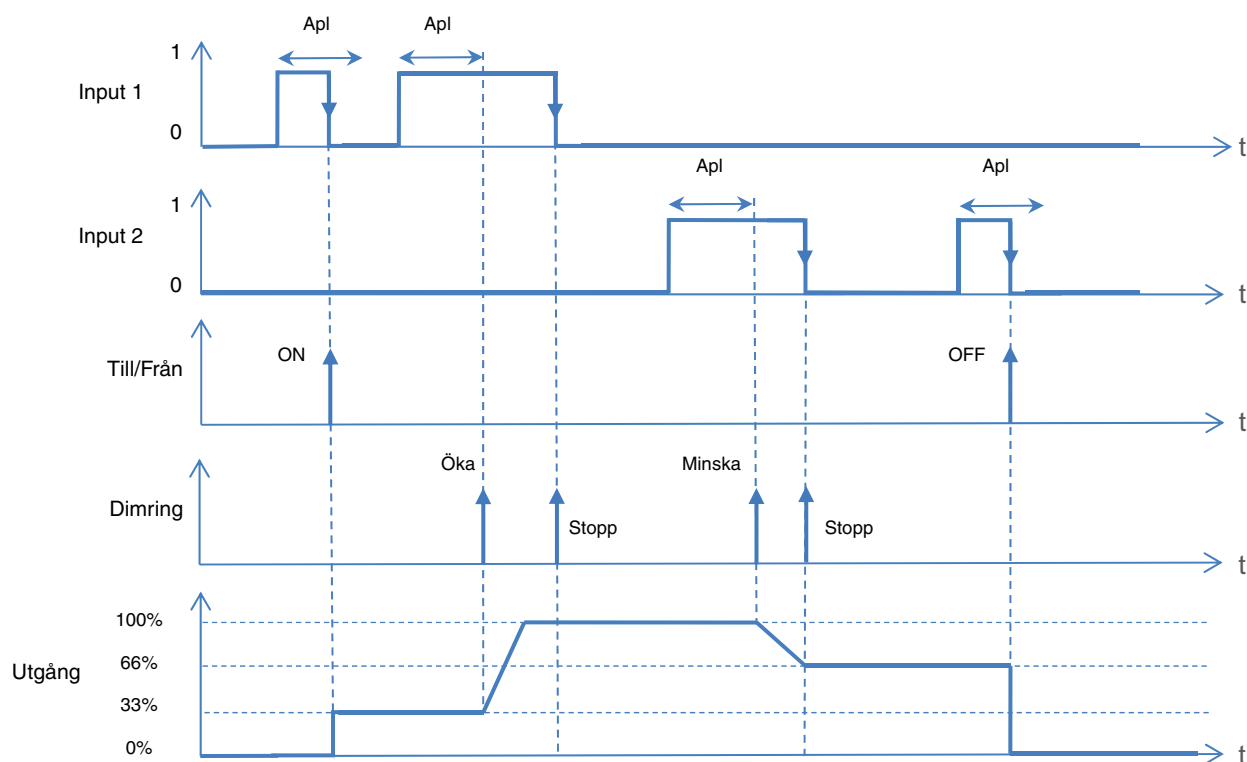 Apl
Apl
1
Input 1
0
t
Apl
Apl
1
Input 2
0
t
ON
OFF
Till/Från
t
Öka
Minska
Dimring
Stopp
Stopp
t
100%
66%
Utgång
33%
0%
t